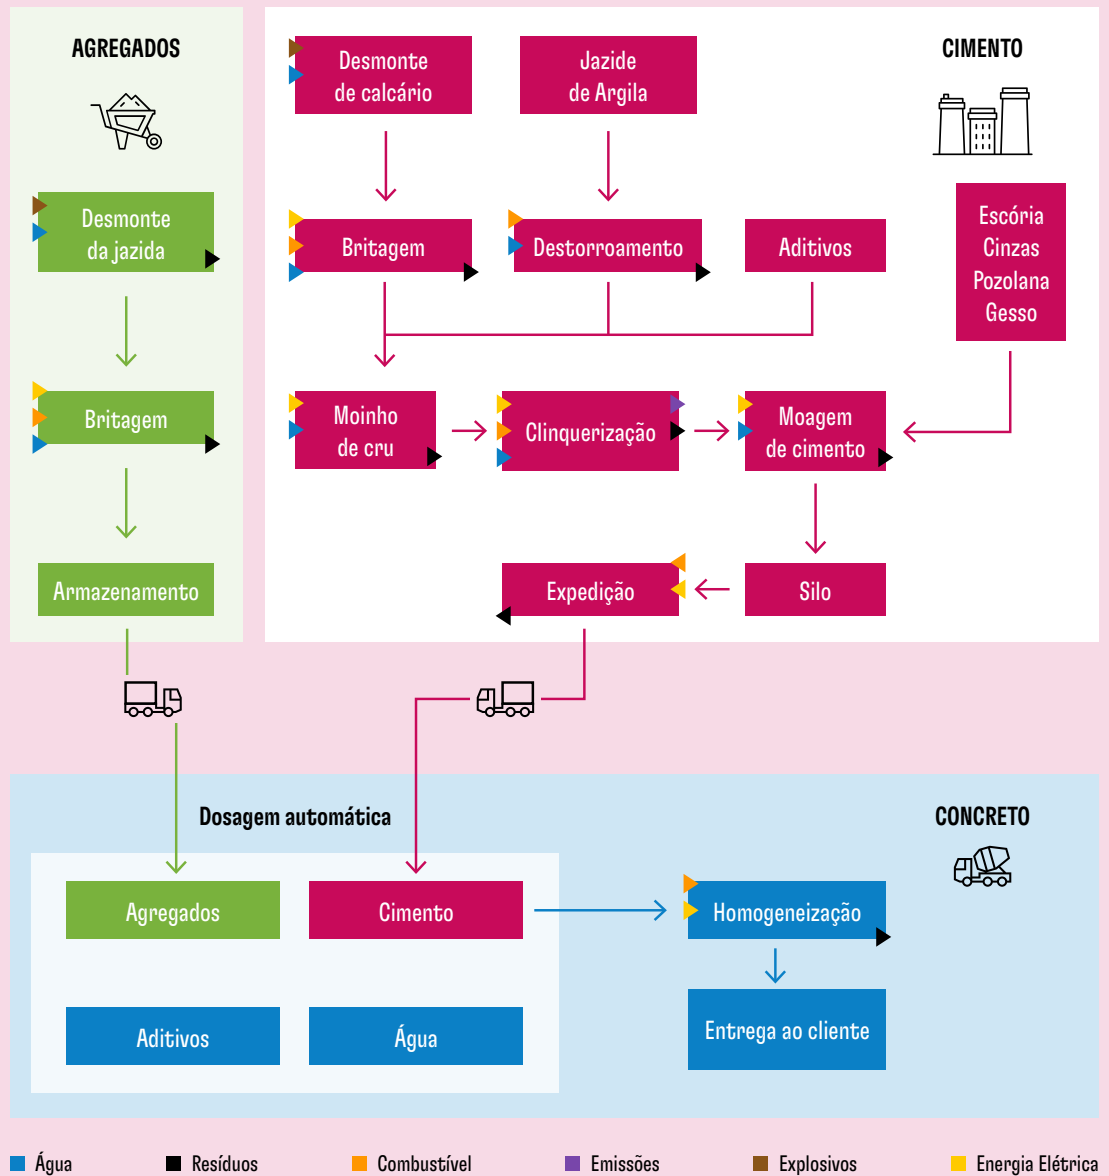 AGREGADOS
Desmonte
da jazida
Britagem
Armazenamento
CIMENTO
Desmonte
de calcário
Jazide
de Argila
Britagem
Destorroamento
Aditivos
Escória
Cinzas
Pozolana
Gesso
Moinho
de cru
Clinquerização
Moagem
de cimento
Expedição
Silo
Dosagem automática
CONCRETO
Agregados
Cimento
Homogeneização
Aditivos
Água
Entrega ao cliente
Água
Resíduos
Combustível
Emissões
Explosivos
Energia Elétrica